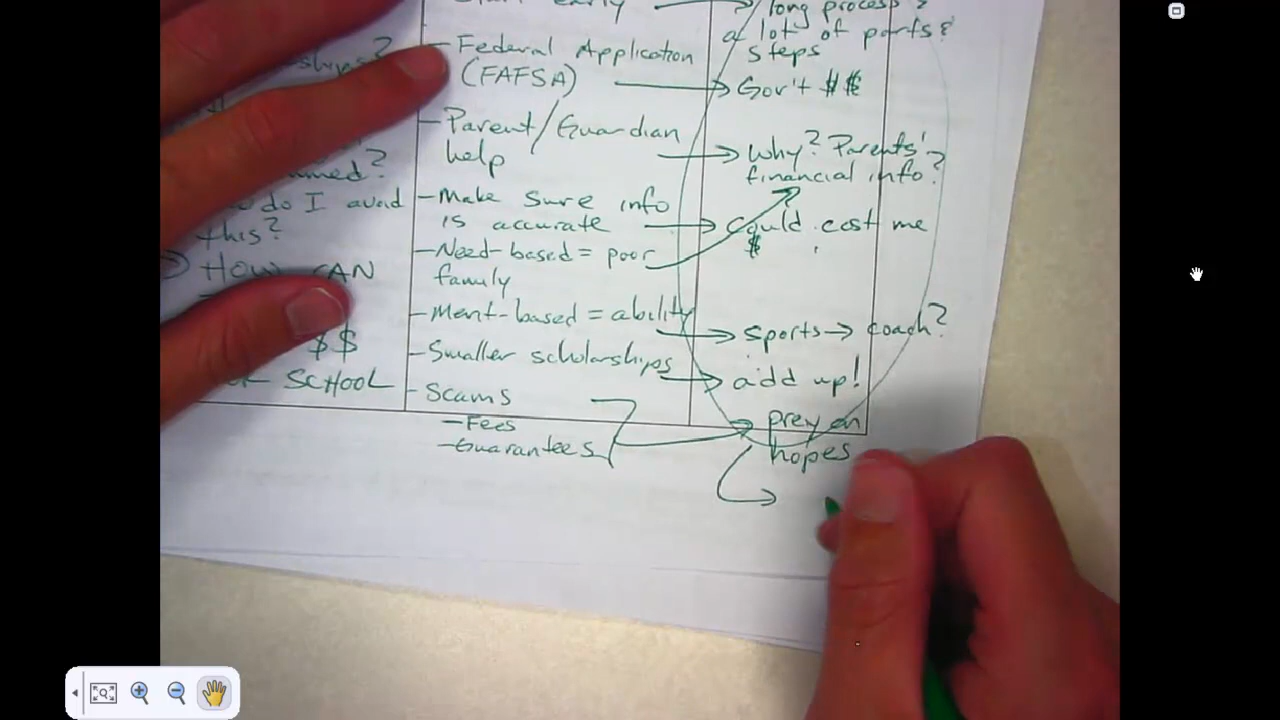 early
long process &
a lot of parts &
steps
- Federal Application
(FAFSA)
Gov't $$
- Parent/Guardian
help
Why? Parents'
financial info?
do I avoid
this?
- Make sure info
is accurate
Could cost me
$
- Need-based = poor
family
HOW CAN
- Merit-based = ability
sports → coach?
$$
- Smaller scholarships
add up!
SCHOOL
- Scams
- Fees
- Guarantees
prey on
hopes